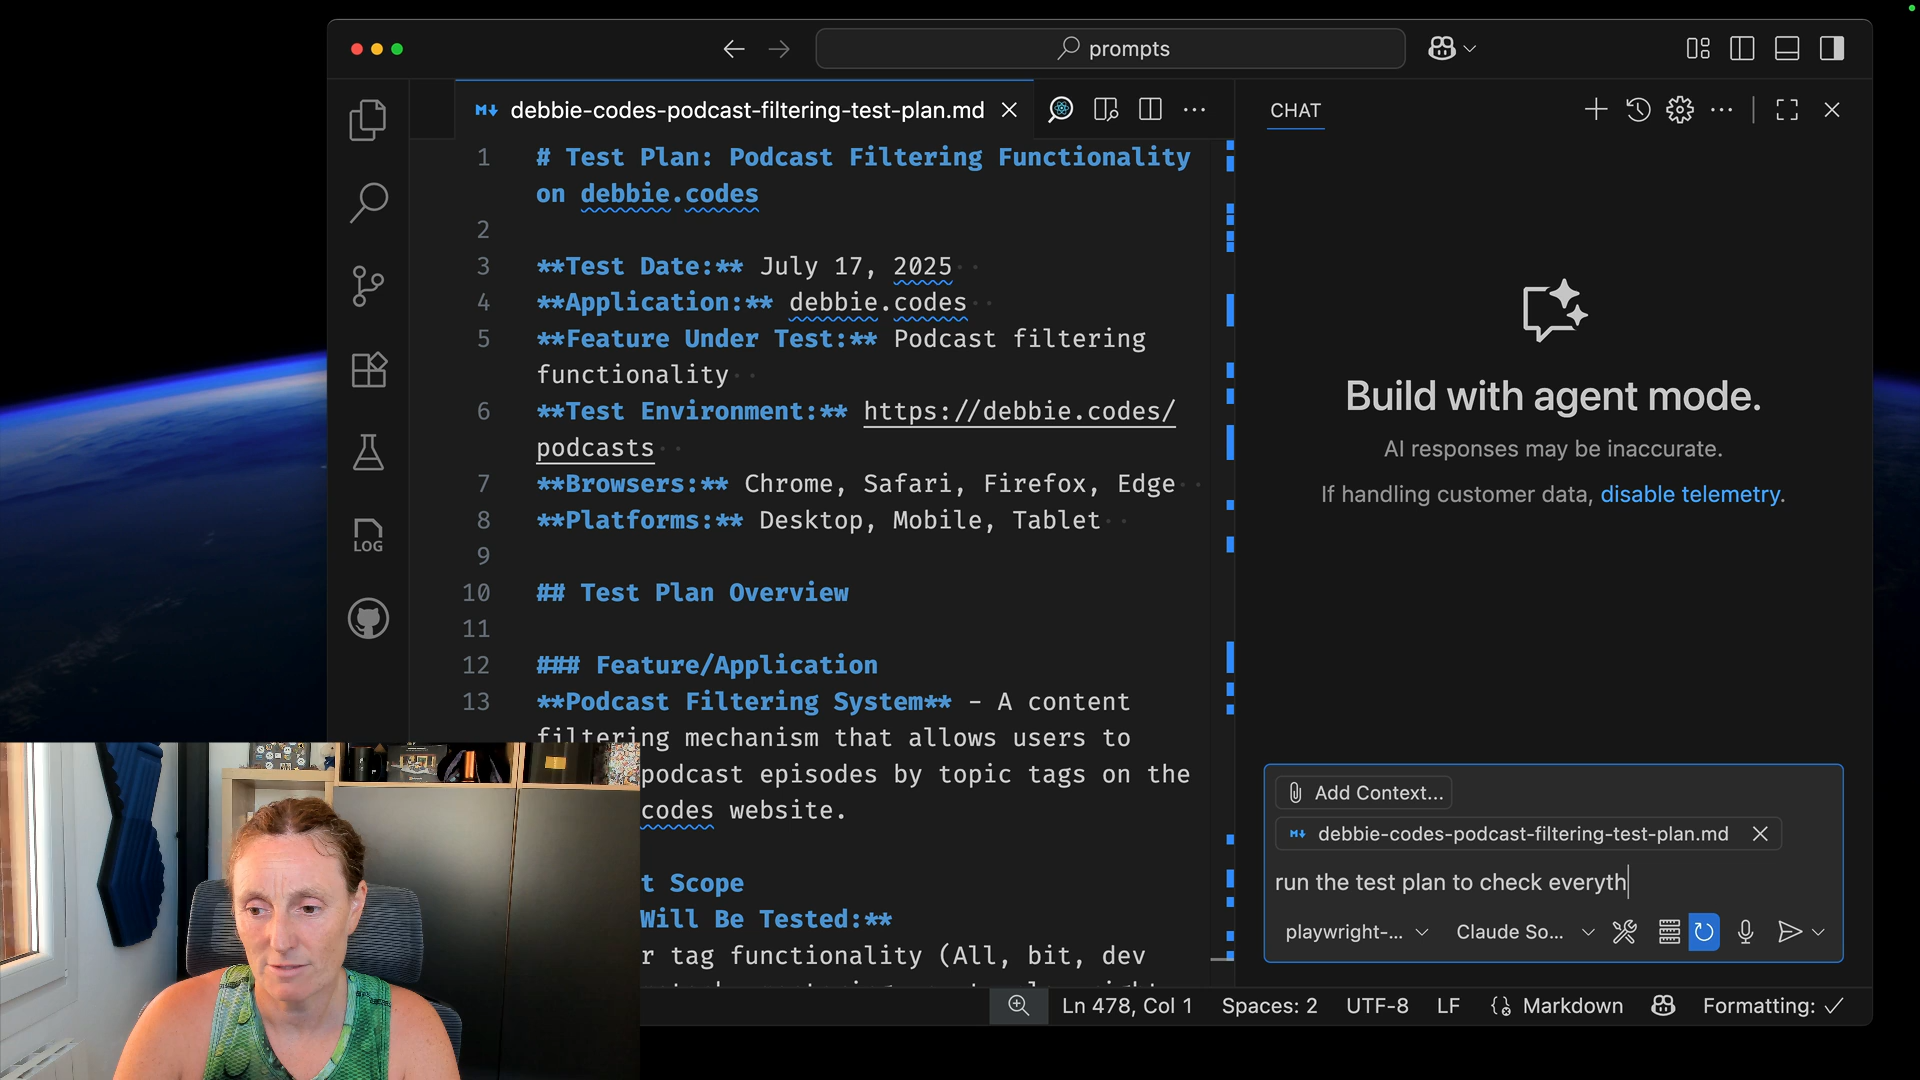 prompts
debbie-codes-podcast-filtering-test-plan.md
CHAT
1 # Test Plan: Podcast Filtering Functionality
on debbie.codes
2
3 **Test Date:** July 17, 2025
4 **Application:** debbie.codes
5 **Feature Under Test:** Podcast filtering
functionality
6 **Test Environment:** https://debbie.codes/
podcasts
7 **Browsers:** Chrome, Safari, Firefox, Edge
8 **Platforms:** Desktop, Mobile, Tablet
9
10 ## Test Plan Overview
11
12 ### Feature/Application
13 **Podcast Filtering System** - A content
filtering mechanism that allows users to
podcast episodes by topic tags on the
codes website.
t Scope
Will Be Tested:**
r tag functionality (All, bit, dev
LOG
Build with agent mode.
AI responses may be inaccurate.
If handling customer data, disable telemetry.
Add Context...
debbie-codes-podcast-filtering-test-plan.md
run the test plan to check everyth
playwright-... Claude So...
Ln 478, Col 1 Spaces: 2 UTF-8 LF Markdown Formatting: ✓